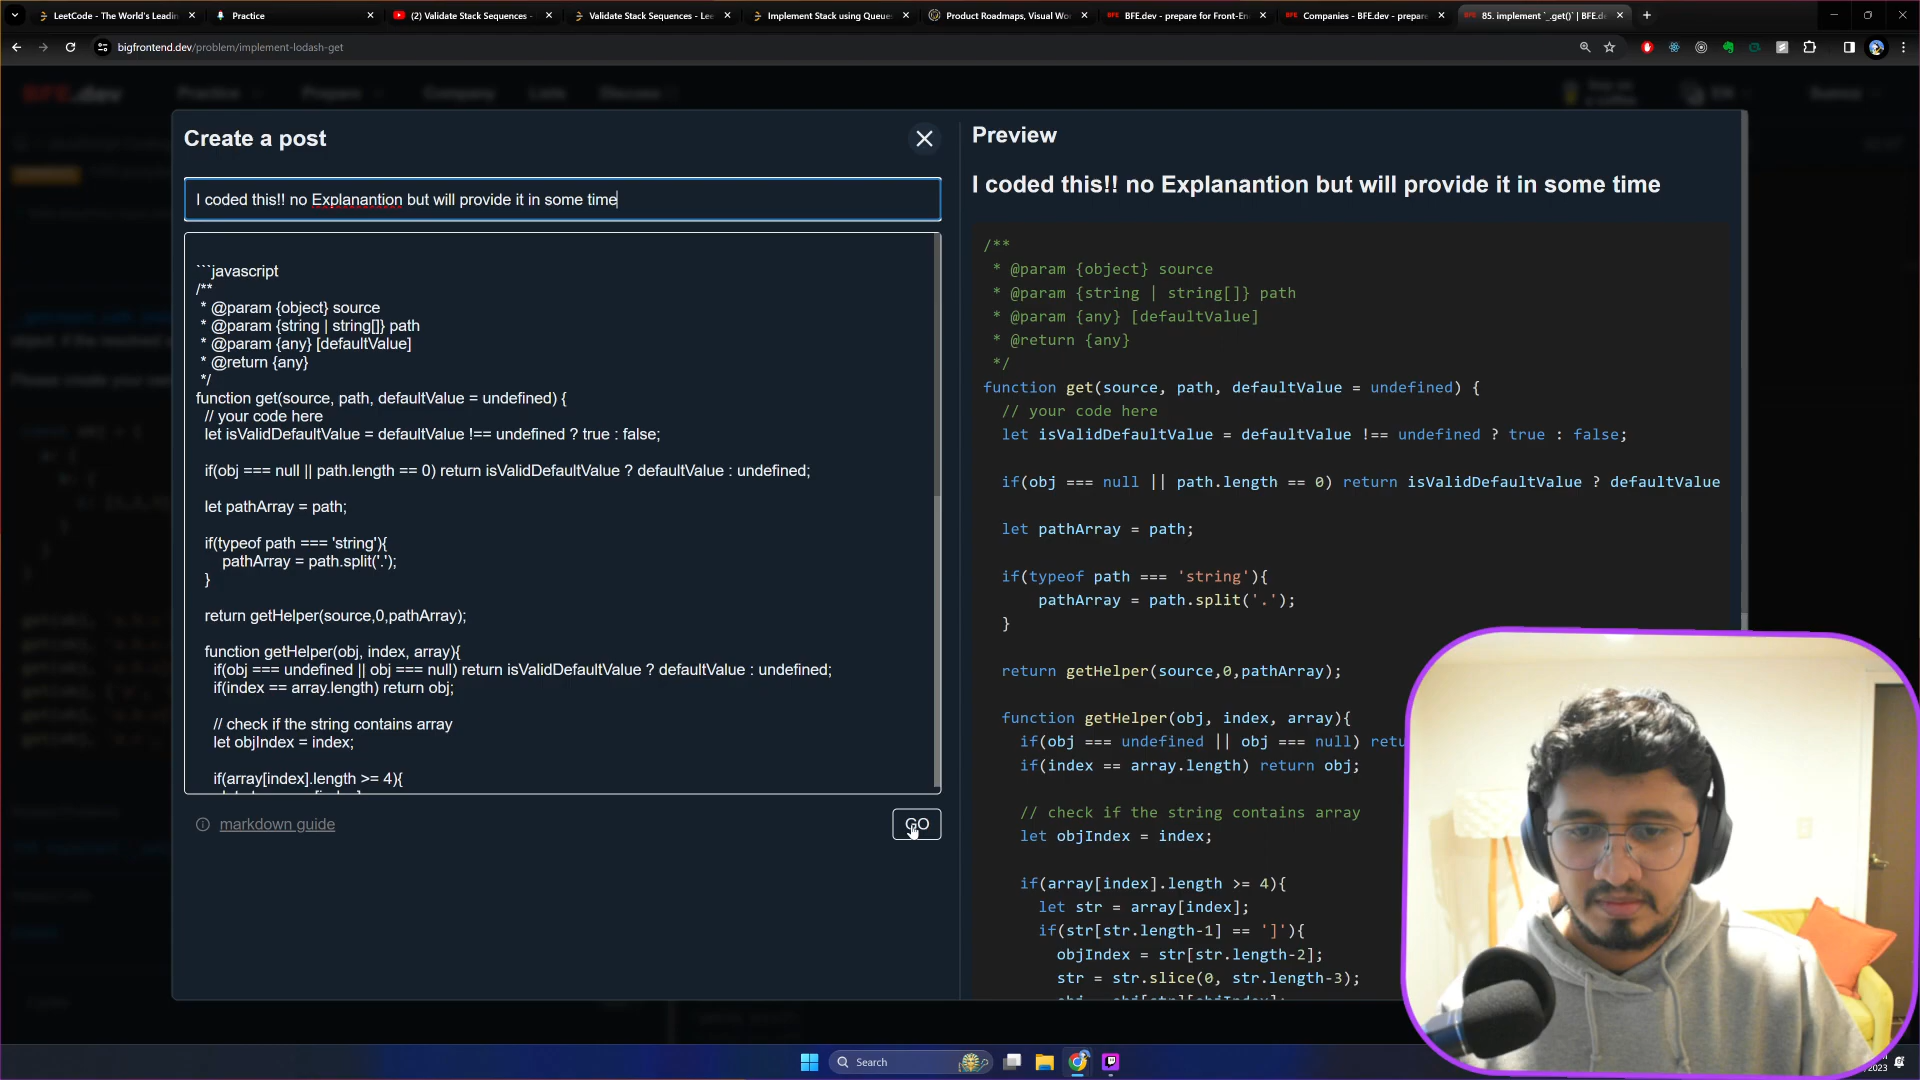 LeetCode - The World's Leadin
Practice
(2) Validate Stack Sequences -
Validate Stack Sequences - Lee
Implement Stack using Queue
Product Roadmaps, Visual Wo
BFE.dev - prepare for Front-En
Companies - BFE.dev - prepare
85. implement `_.get()` | BFE.de
bigfrontend.dev/problem/implement-lodash-get
BFE.dev
Practice
Prepare
Company
Lists
Discuss
EN
Create a post
I coded this!! no Explanantion but will provide it in some time
```javascript
/**
* @param {object} source
* @param {string | string[]} path
* @param {any} [defaultValue]
* @return {any}
*/
function get(source, path, defaultValue = undefined) {
// your code here
let isValidDefaultValue = defaultValue !== undefined ? true : false;
if(obj === null || path.length == 0) return isValidDefaultValue ? defaultValue : undefined;
let pathArray = path;
if(typeof path === 'string'){
pathArray = path.split('.');
}
return getHelper(source,0,pathArray);
function getHelper(obj, index, array){
if(obj === undefined || obj === null) return isValidDefaultValue ? defaultValue : undefined;
if(index == array.length) return obj;
// check if the string contains array
let objIndex = index;
if(array[index].length >= 4){
markdown guide
GO
Preview
I coded this!! no Explanantion but will provide it in some time
/**
* @param {object} source
* @param {string | string[]} path
* @param {any} [defaultValue]
* @return {any}
*/
function get(source, path, defaultValue = undefined) {
// your code here
let isValidDefaultValue = defaultValue !== undefined ? true : false;
if(obj === null || path.length == 0) return isValidDefaultValue ? defaultValue
let pathArray = path;
if(typeof path === 'string'){
pathArray = path.split('.');
}
return getHelper(source,0,pathArray);
function getHelper(obj, index, array){
if(obj === undefined || obj === null) retu
if(index == array.length) return obj;
// check if the string contains array
let objIndex = index;
if(array[index].length >= 4){
let str = array[index];
if(str[str.length-1] == ']'){
objIndex = str[str.length-2];
str = str.slice(0, str.length-3);
Search